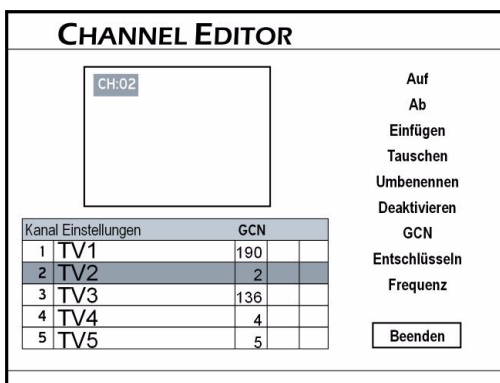 CHANNEL EDITOR
CH:02
Auf
Ab
Einfügen
Tauschen
Umbenennen
Deaktivieren
GCN
Entschlüsseln
Frequenz
Beenden
Kanal Einstellungen GCN
1 TV1 190
2 TV2 2
3 TV3 136
4 TV4 4
5 TV5 5